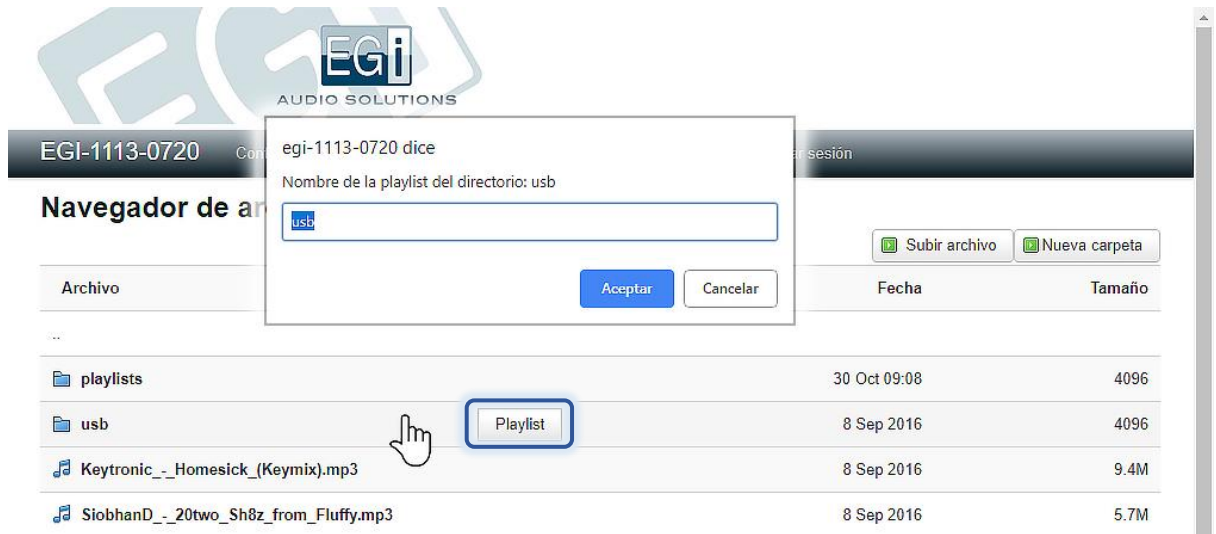 EGi
AUDIO SOLUTIONS
EGI-1113-0720 Con ar sesión
egi-1113-0720 dice
Nombre de la playlist del directorio: usb
usb
Aceptar Cancelar
Navegador de ar
Subir archivo Nueva carpeta
Archivo Fecha Tamaño
..
playlists 30 Oct 09:08 4096
usb Playlist 8 Sep 2016 4096
Keytronic_-_Homesick_(Keymix).mp3 8 Sep 2016 9.4M
SiobhanD_-_20two_Sh8z_from_Fluffy.mp3 8 Sep 2016 5.7M